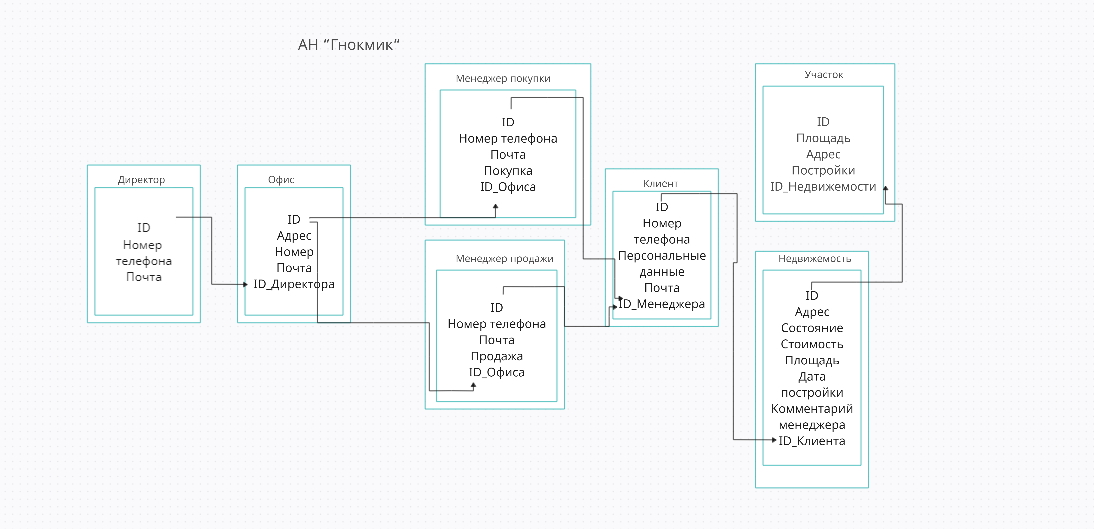 АН “Гнокмик“
Директор
ID
Номер
телефона
Почта
Офис
ID
Адрес
Номер
Почта
ID_Директора
Менеджер покупки
ID
Номер телефона
Почта
Покупка
ID_Офиса
Менеджер продажи
ID
Номер телефона
Почта
Продажа
ID_Офиса
Клиент
ID
Номер
телефона
Персональные
данные
Почта
ID_Менеджера
Участок
ID
Площадь
Адрес
Постройки
ID_Недвижемости
Недвижемость
ID
Адрес
Состояние
Стоимость
Площадь
Дата
постройки
Комментарий
менеджера
ID_Клиента